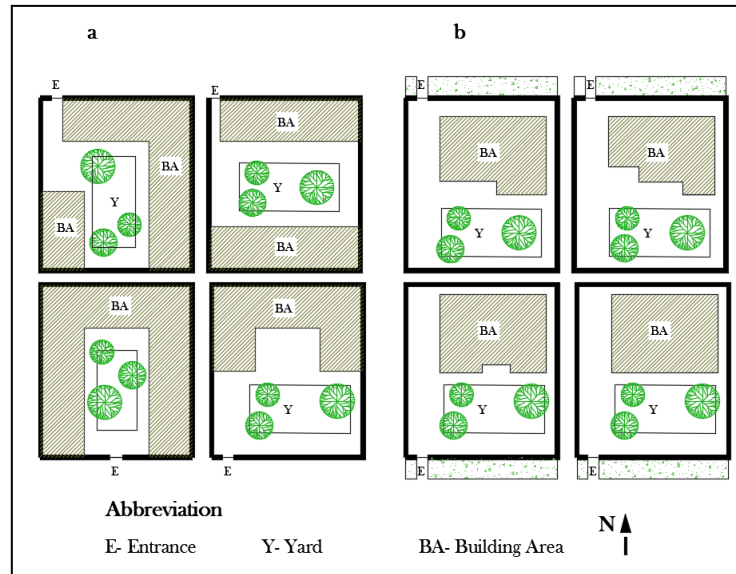 a b
E E E E
BA BA BA BA
BA
Y Y Y Y
BA BA
BA BA BA BA
Y Y Y Y
E E E E
Abbreviation
E- Entrance Y- Yard BA- Building Area N